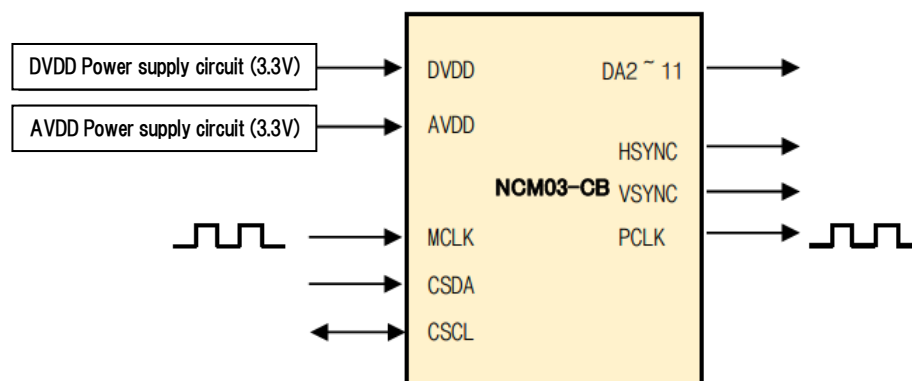 DVDD Power supply circuit (3.3V)
AVDD Power supply circuit (3.3V)
DVDD
AVDD
MCLK
CSDA
CSCL
NCM03-CB
DA2 ~ 11
HSYNC
VSYNC
PCLK